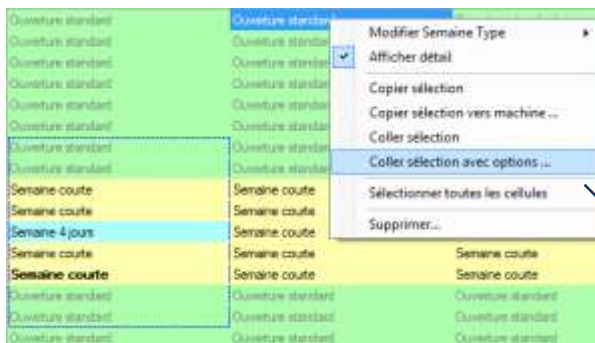 Ouverture standard
Ouverture standard
Ouverture standard
Ouverture standard
Ouverture standard
Ouverture standard
Ouverture standard
Ouverture standard
Semaine coute
Semaine coute
Semaine 4 jours
Semaine coute
Semaine coute
Ouverture standard
Ouverture standard
Ouverture standard
Ouverture standard
Ouverture
Ouverture
Ouverture
Ouverture
Ouverture
Ouverture
Ouverture
Semaine coute
Semaine coute
Semaine coute
Semaine coute
Semaine coute
Ouverture standard
Ouverture standard
Ouverture standard
Modifier Semaine Type
Afficher détail
Copier sélection
Copier sélection vers machine ...
Coller sélection
Coller sélection avec options ...
Sélectionner toutes les cellules
Supprimer...
Semaine coute
Semaine coute
Ouverture standard
Ouverture standard
Ouverture standard